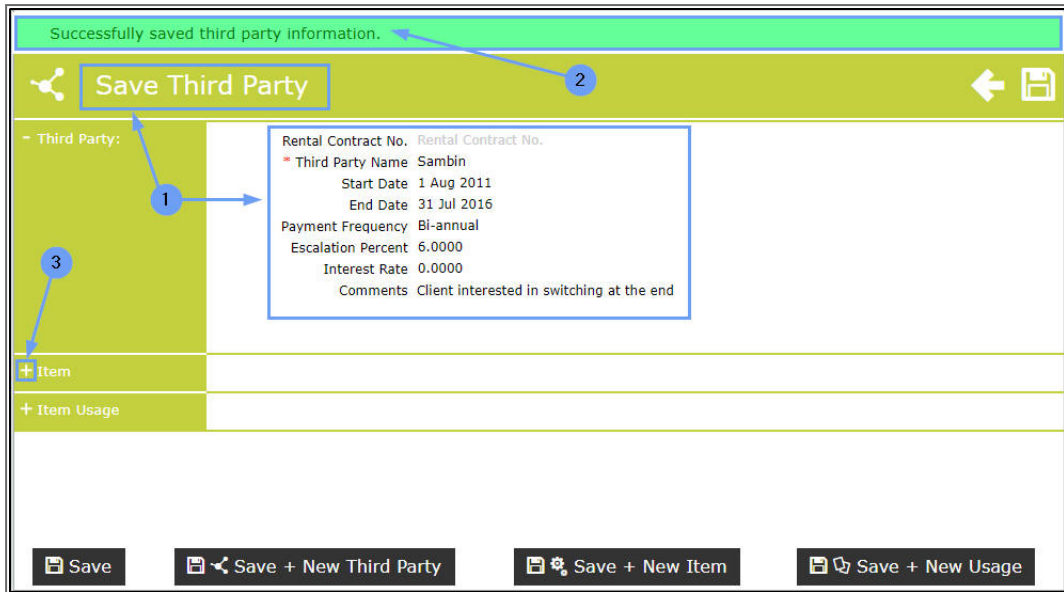 Successfully saved third party information.
2
Save Third Party
- Third Party:
Rental Contract No. Rental Contract No.
* Third Party Name Sambin
Start Date 1 Aug 2011
1
End Date 31 Jul 2016
Payment Frequency Bi-annual
Escalation Percent 6.0000
3
Interest Rate 0.0000
Comments Client interested in switching at the end
+ Item
+ Item Usage
Save
Save + New Third Party
Save + New Item
Save + New Usage